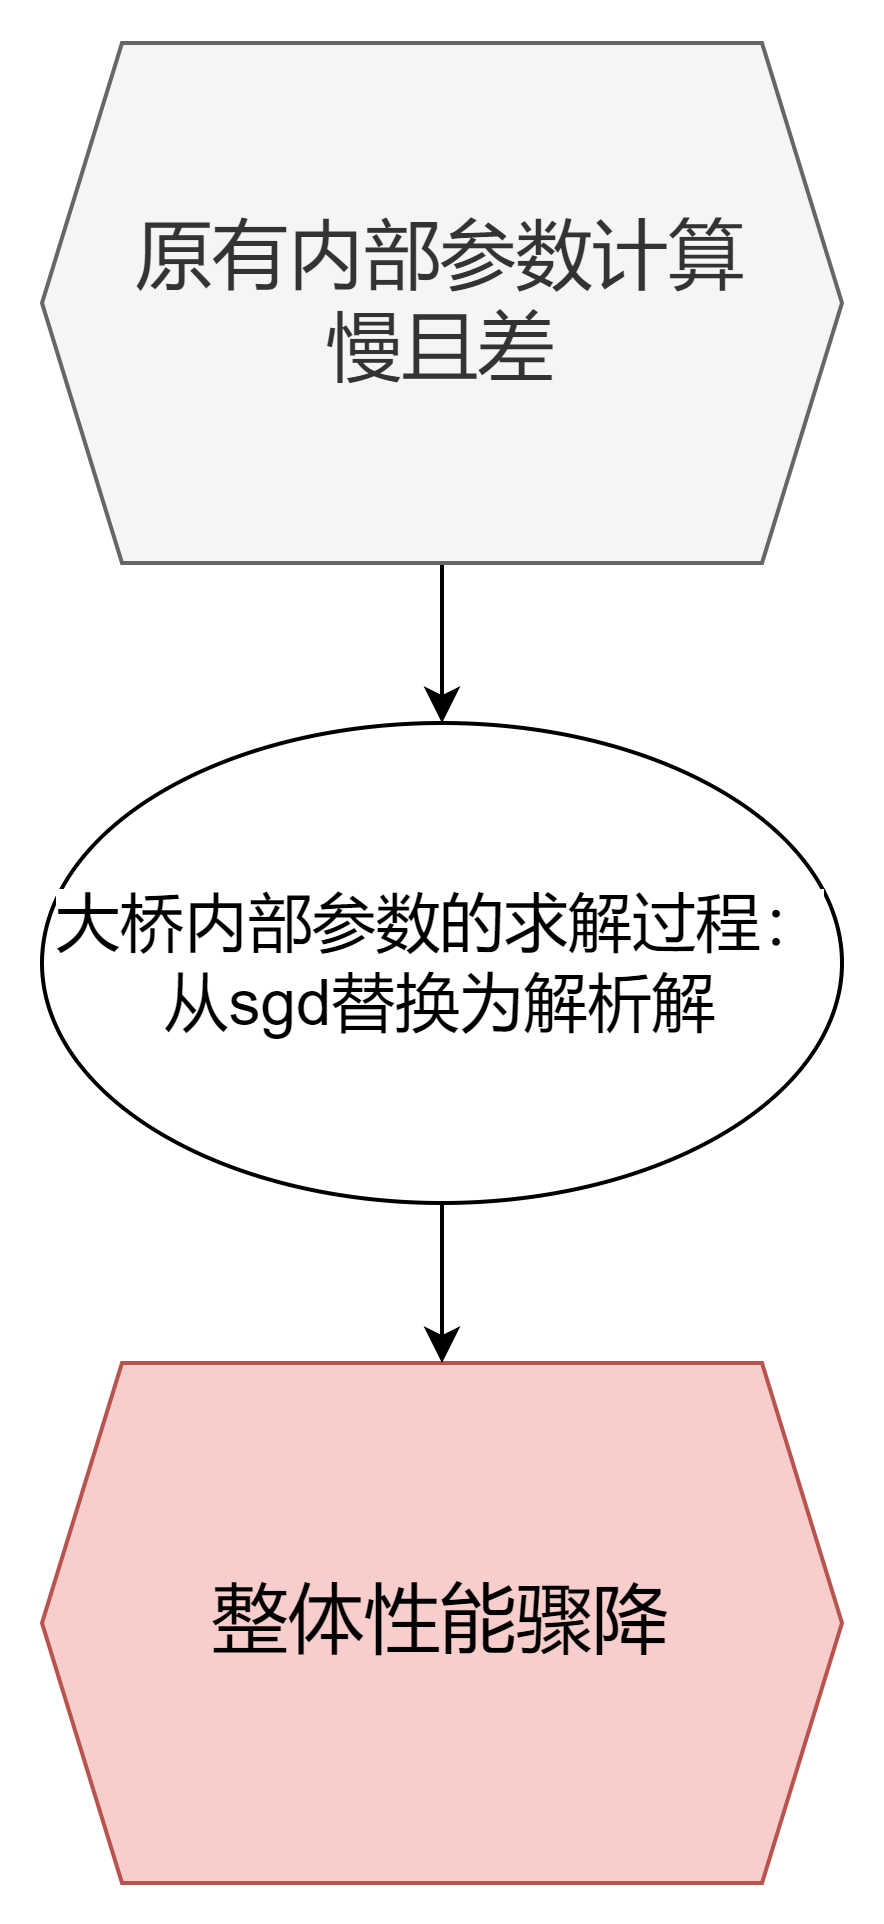 原有内部参数计算
慢且差
大桥内部参数的求解过程：
从sgd替换为解析解
整体性能骤降